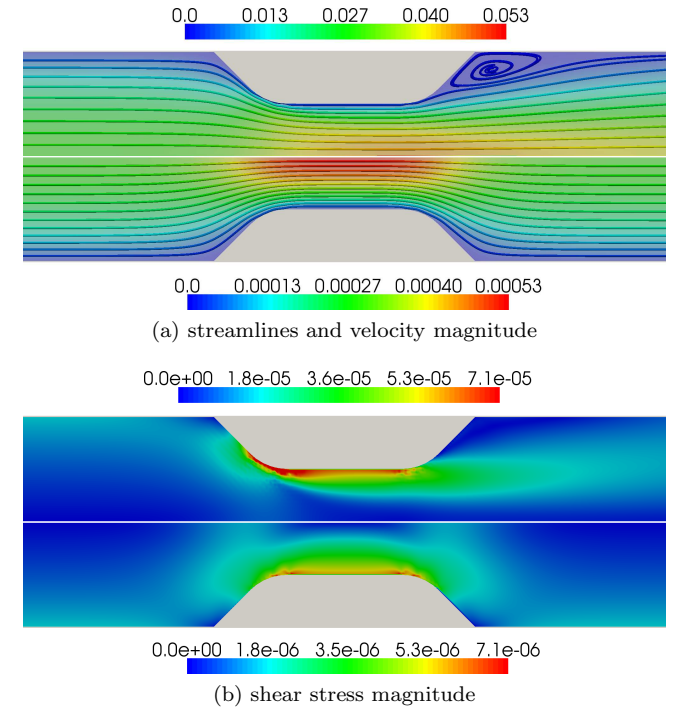 0.0 0.013 0.027 0.040 0.053
0.0 0.00013 0.00027 0.00040 0.00053
(a) streamlines and velocity magnitude
0.0e+00 1.8e-05 3.6e-05 5.3e-05 7.1e-05
0.0e+00 1.8e-06 3.5e-06 5.3e-06 7.1e-06
(b) shear stress magnitude